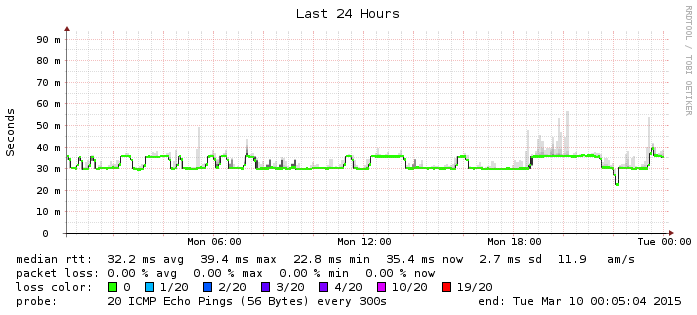 Last 24 Hours
RRDTOOL / TOBI OETIKER
Seconds
90 m
80 m
70 m
60 m
50 m
40 m
30 m
20 m
10 m
0
Mon 06:00 Mon 12:00 Mon 18:00 Tue 00:00
median rtt: 32.2 ms avg 39.4 ms max 22.8 ms min 35.4 ms now 2.7 ms sd 11.9 am/s
packet loss: 0.00 % avg 0.00 % max 0.00 % min 0.00 % now
loss color: 0 1/20 2/20 3/20 4/20 10/20 19/20
probe: 20 ICMP Echo Pings (56 Bytes) every 300s end: Tue Mar 10 00:05:04 2015